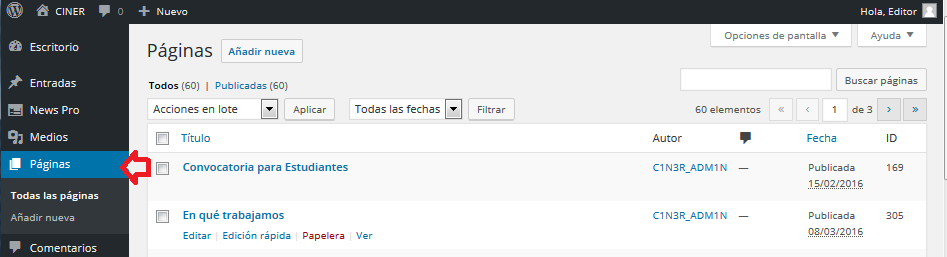 CINER 0 + Nuevo Hola, Editor
Escritorio
Entradas
News Pro
Medios
Páginas
Todas las páginas
Añadir nueva
Comentarios
Opciones de pantalla Ayuda
Páginas Añadir nueva
Todos (60) | Publicadas (60)
Buscar páginas
Acciones en lote Aplicar Todas las fechas Filtrar 60 elementos « ‹ 1 de 3 › »
Título Autor Fecha ID
Convocatoria para Estudiantes C1N3R_ADM1N — Publicada 169
15/02/2016
En qué trabajamos C1N3R_ADM1N — Publicada 305
Editar | Edición rápida | Papelera | Ver 08/03/2016